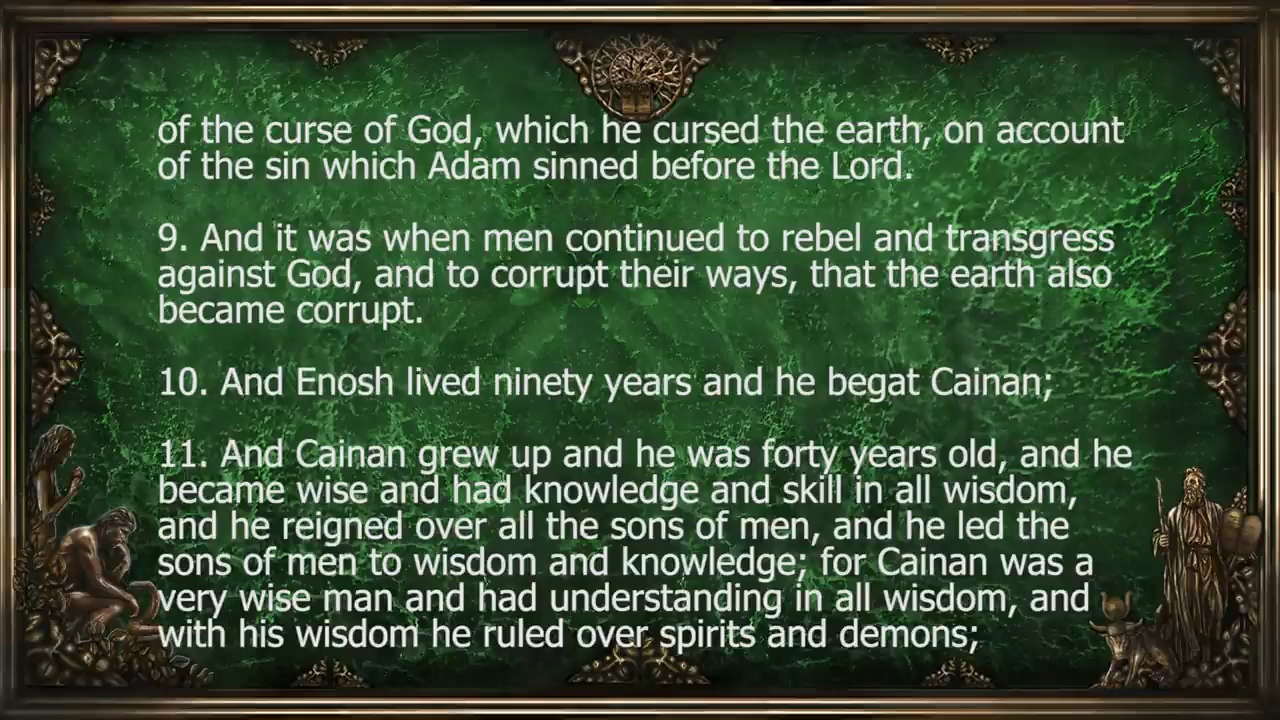 of the curse of God, which he cursed the earth, on account
of the sin which Adam sinned before the Lord.
9. And it was when men continued to rebel and transgress
against God, and to corrupt their ways, that the earth also
became corrupt.
10. And Enosh lived ninety years and he begat Cainan;
11. And Cainan grew up and he was forty years old, and he
became wise and had knowledge and skill in all wisdom,
and he reigned over all the sons of men, and he led the
sons of men to wisdom and knowledge; for Cainan was a
very wise man and had understanding in all wisdom, and
with his wisdom he ruled over spirits and demons;